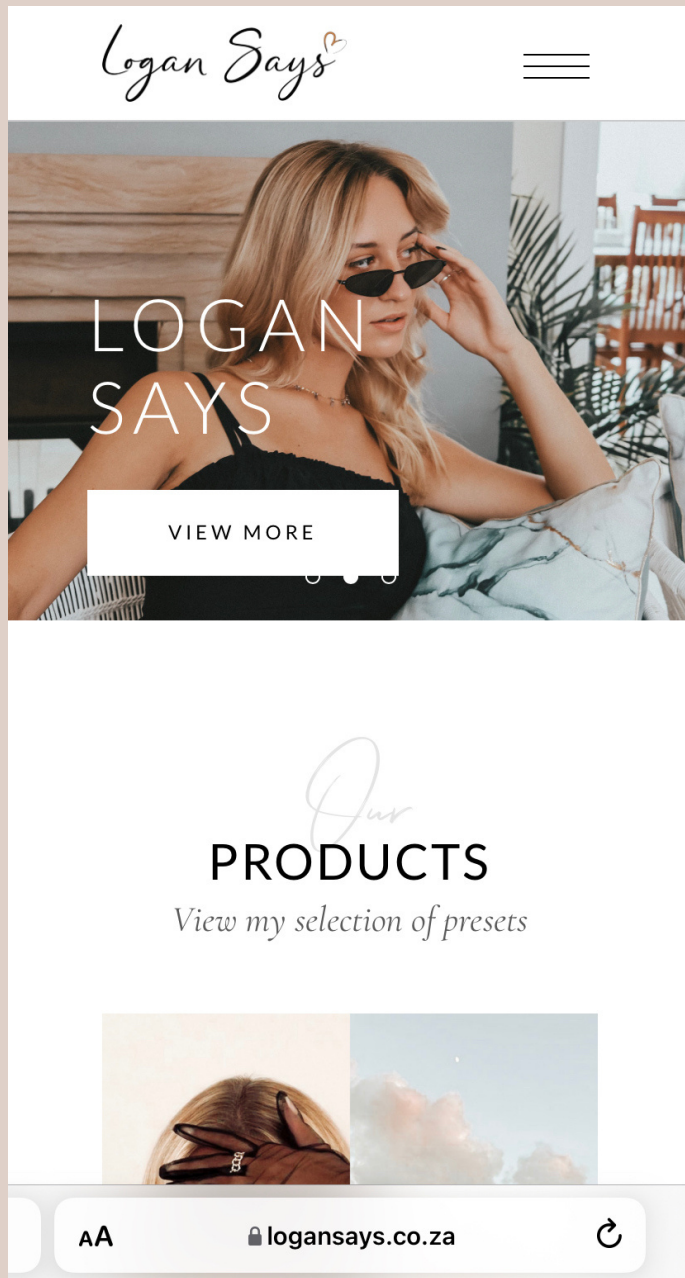 Logan Says
LOGAN
SAYS
VIEW MORE
Our
PRODUCTS
View my selection of presets
AA
logansays.co.za